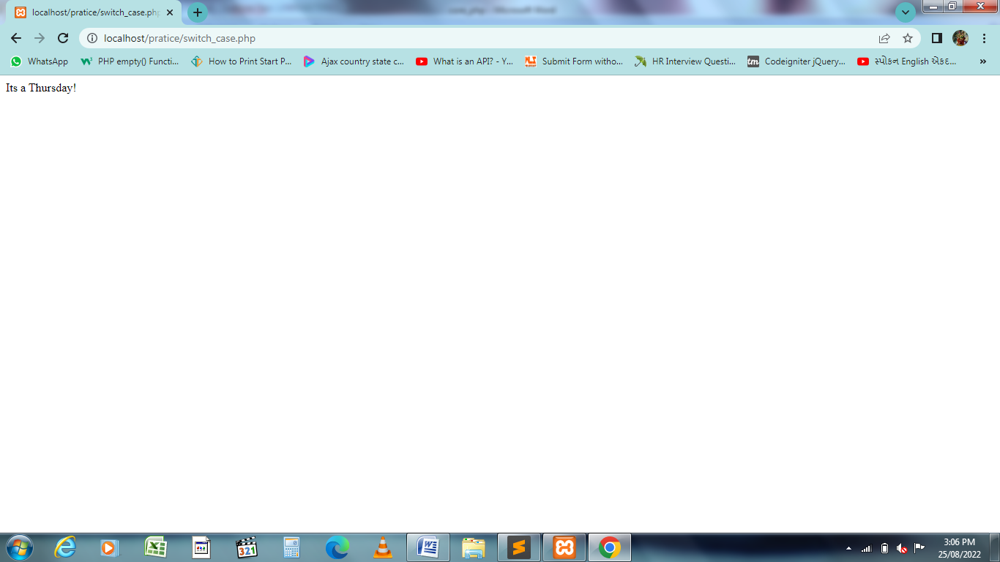 localhost/pratice/switch_case.php
localhost/pratice/switch_case.php
WhatsApp PHP empty() Functi... How to Print Start P... Ajax country state c... What is an API? - Y... Submit Form witho... HR Interview Questi... tm Codeigniter jQuery... સ્પોકન English એકદ... »
Its a Thursday!
321
3:06 PM
25/08/2022